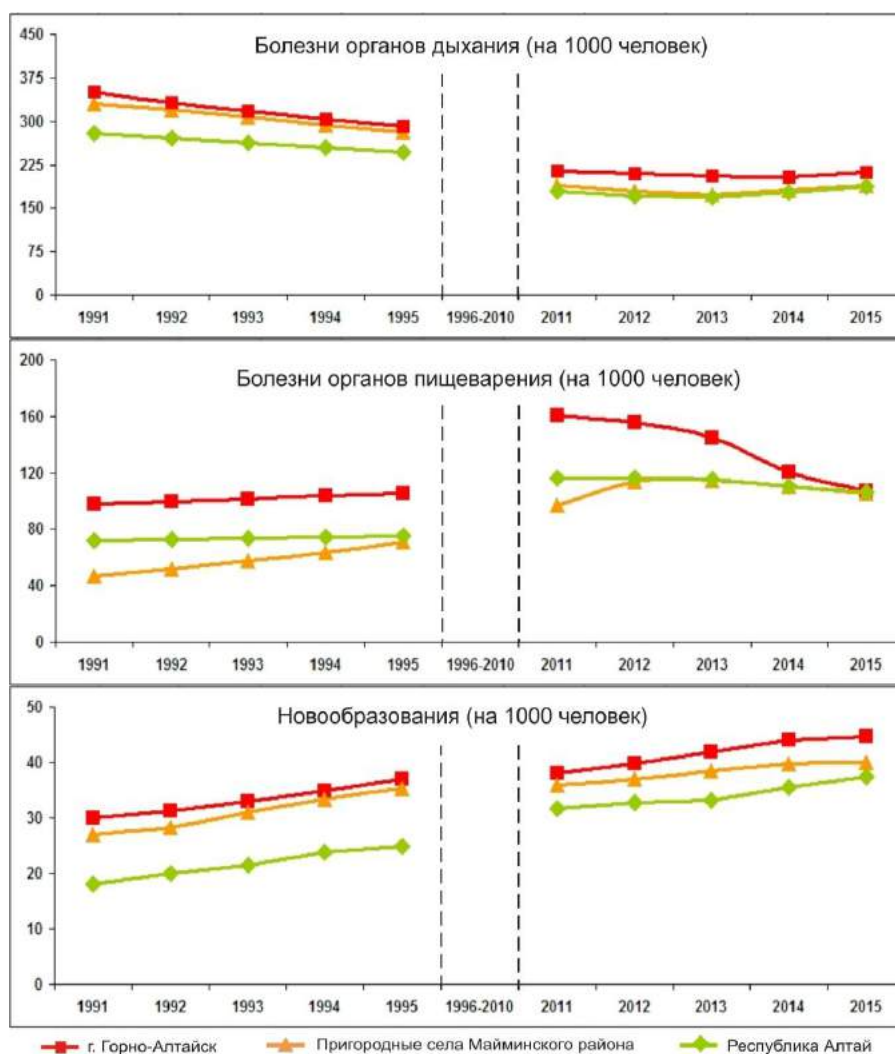 Болезни органов дыхания (на 1000 человек)
450
375
300
225
150
75
0
1991 1992 1993 1994 1995 1996-2010 2011 2012 2013 2014 2015
Болезни органов пищеварения (на 1000 человек)
200
160
120
80
40
0
1991 1992 1993 1994 1995 1996-2010 2011 2012 2013 2014 2015
Новообразования (на 1000 человек)
50
40
30
20
10
0
1991 1992 1993 1994 1995 1996-2010 2011 2012 2013 2014 2015
г. Горно-Алтайск Пригородные села Майминского района Республика Алтай